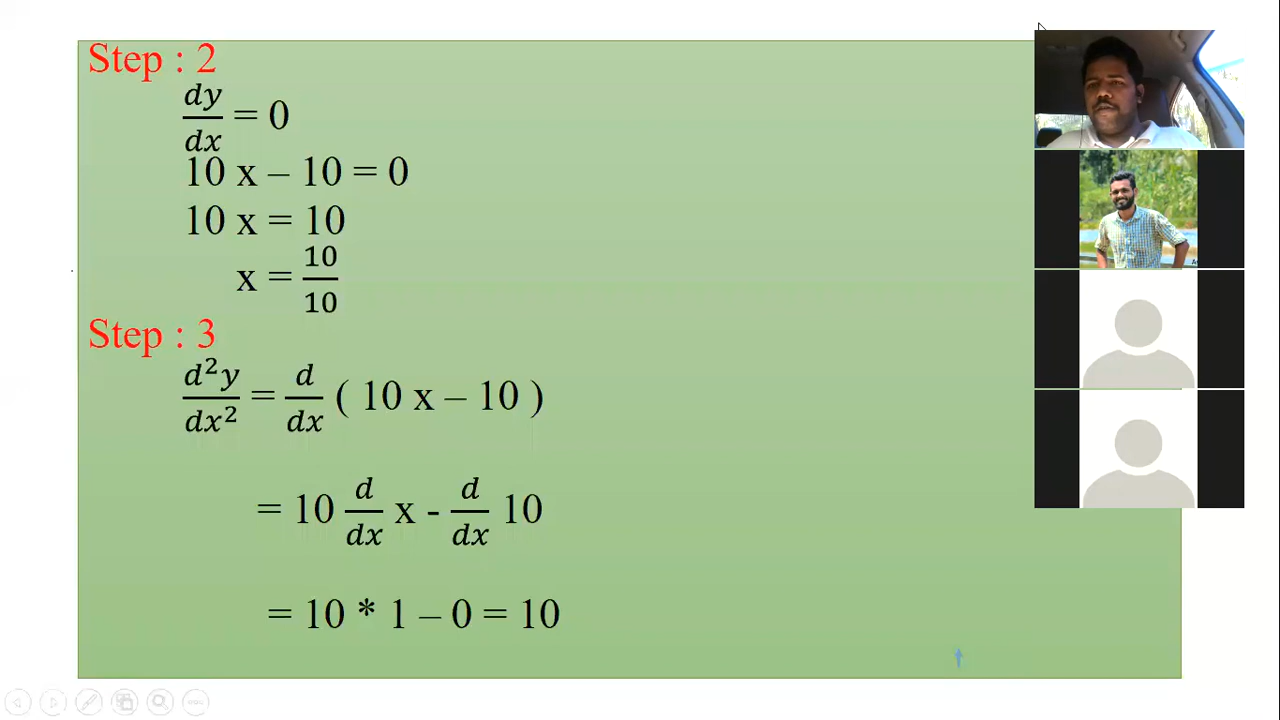 Step : 2
dy/dx = 0
10 x – 10 = 0
10 x = 10
x = 10/10
Step : 3
d²y/dx² = d/dx ( 10 x – 10 )
= 10 d/dx x - d/dx 10
= 10 * 1 – 0 = 10